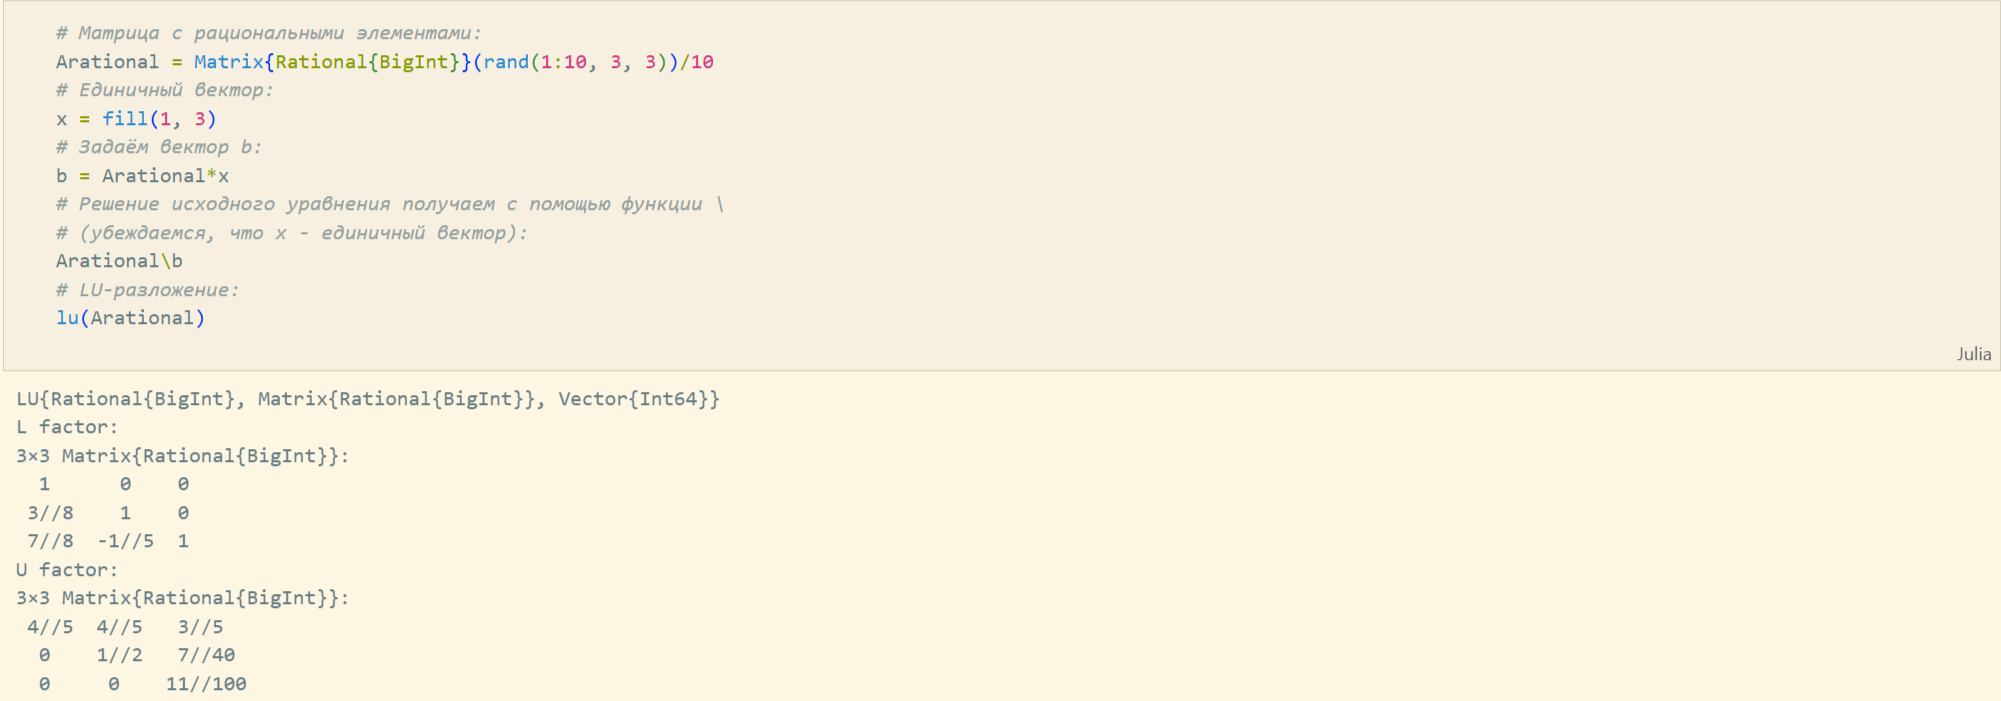 # Матрица с рациональными элементами:
Arational = Matrix{Rational{BigInt}}(rand(1:10, 3, 3))/10
# Единичный вектор:
x = fill(1, 3)
# Задаём вектор b:
b = Arational*x
# Решение исходного уравнения получаем с помощью функции \
# (убеждаемся, что x - единичный вектор):
Arational\b
# LU-разложение:
lu(Arational)
Julia
LU{Rational{BigInt}, Matrix{Rational{BigInt}}, Vector{Int64}}
L factor:
3×3 Matrix{Rational{BigInt}}:
1 0 0
3//8 1 0
7//8 -1//5 1
U factor:
3×3 Matrix{Rational{BigInt}}:
4//5 4//5 3//5
0 1//2 7//40
0 0 11//100